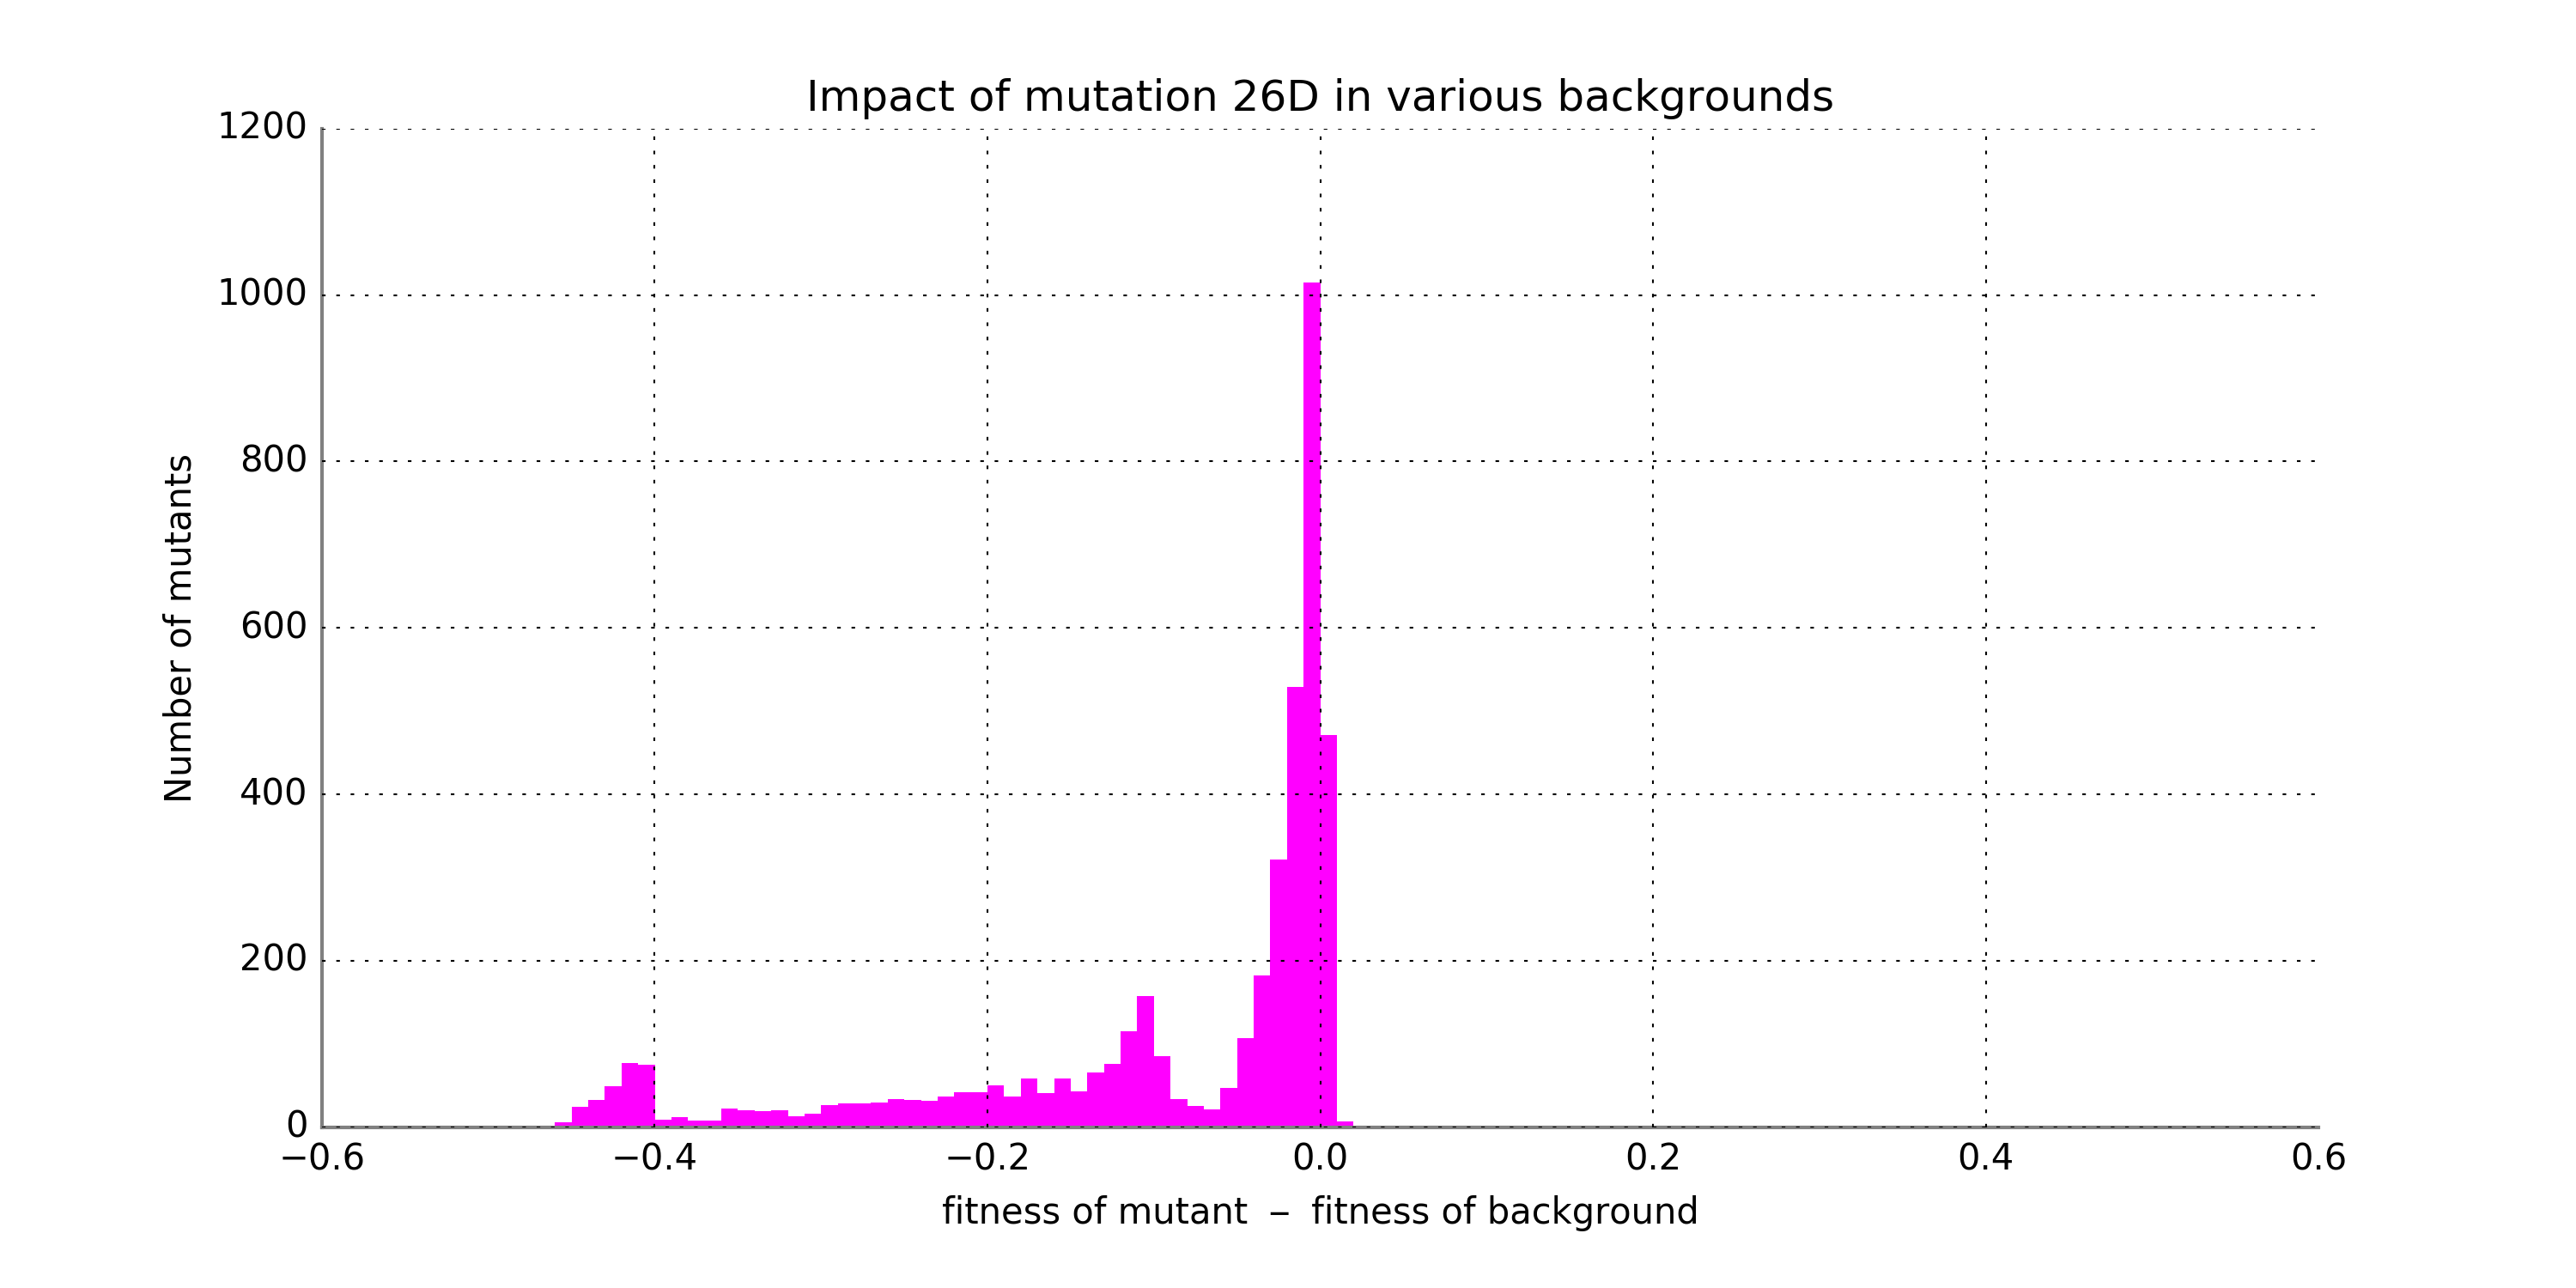 Impact of mutation 26D in various backgrounds
1200
1000
800
600
400
200
0
Number of mutants
−0.6 −0.4 −0.2 0.0 0.2 0.4 0.6
fitness of mutant − fitness of background